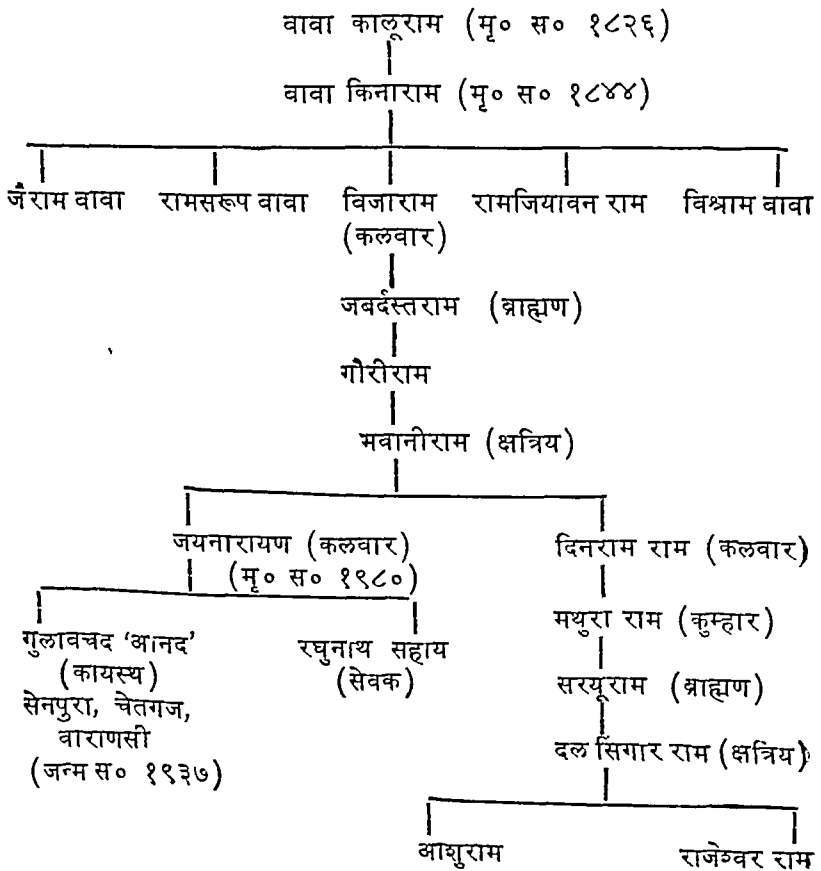 वावा कालूराम (मृ० स० १८२६)
वावा किनाराम (मृ० स० १८४४)
जैराम वावा रामसरूप वावा विजाराम रामजियावन राम विश्राम वावा
(कलवार)
जबर्दस्तराम (ब्राह्मण)
गौरीराम
भवानीराम (क्षत्रिय)
जयनारायण (कलवार) दिनराम राम (कलवार)
(मृ० स० १९८०)
मथुरा राम (कुम्हार)
गुलावचद 'आनद' रघुनाथ सहाय
(कायस्थ) (सेवक)
सरयूराम (ब्राह्मण)
सेनपुरा, चेतगज,
वाराणसी
दल सिंगार राम (क्षत्रिय)
(जन्म स० १९३७)
आशुराम राजेश्वर राम